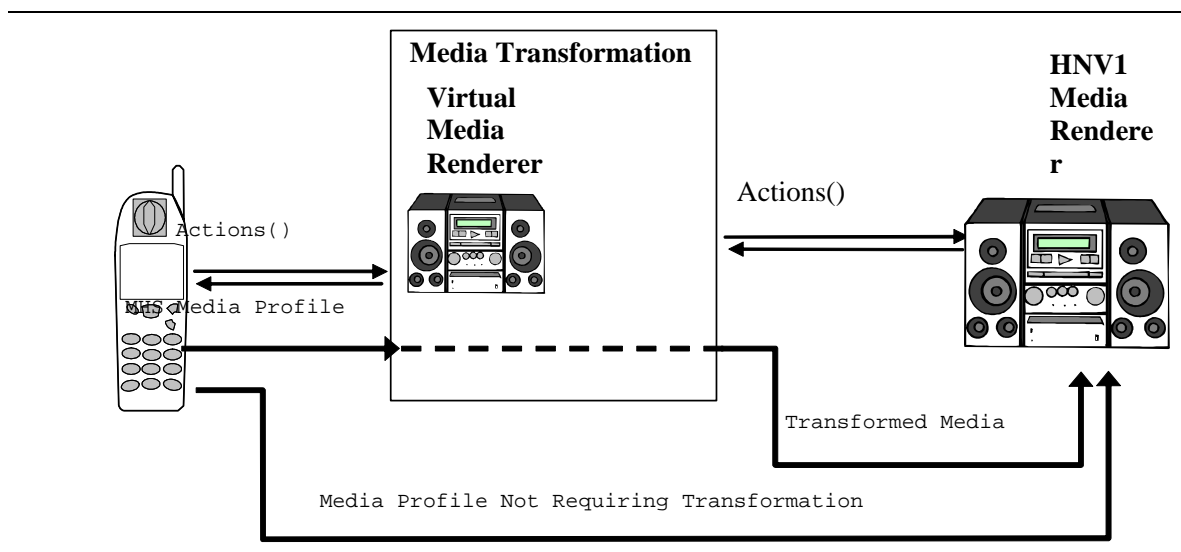 Media Transformation
Virtual
Media
Renderer
HNV1
Media
Rendere
r
Actions()
Actions()
MHS Media Profile
Transformed Media
Media Profile Not Requiring Transformation